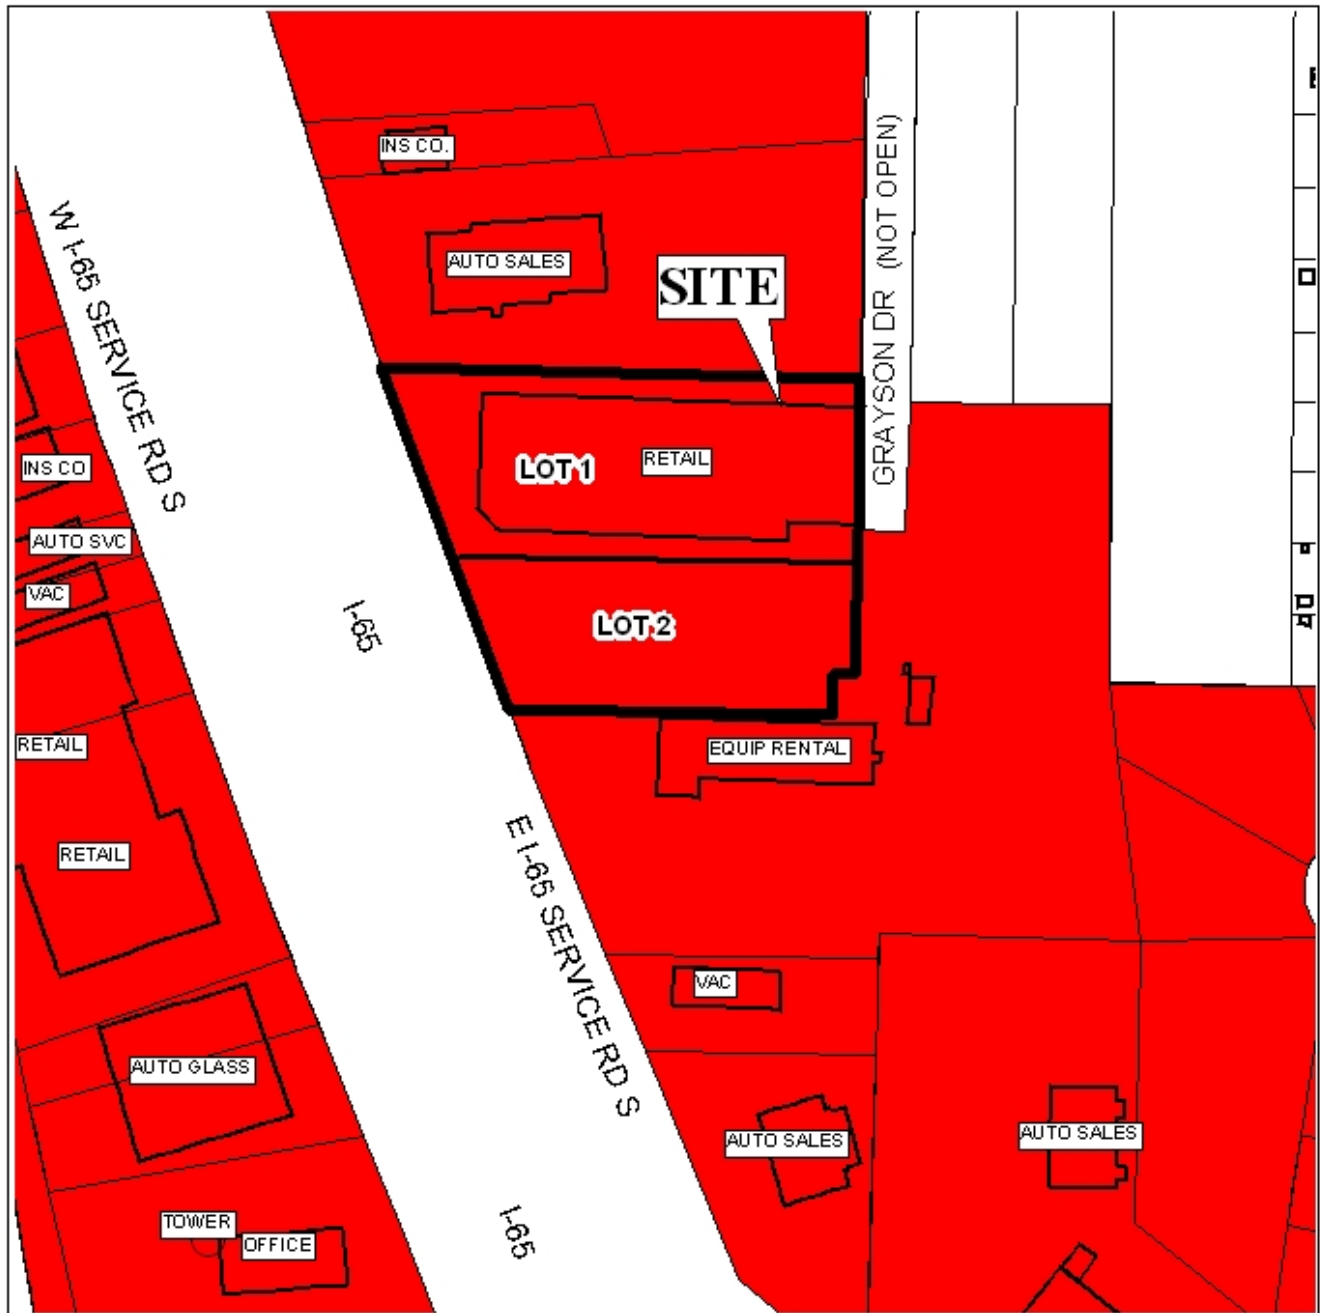 INS CO.
AUTO SALES
SITE
GRAYSON DR (NOT OPEN)
W I-65 SERVICE RD S
LOT 1
RETAIL
INS CO
AUTO SVC
VAC
I-65
LOT 2
RETAIL
EQUIP RENTAL
RETAIL
E I-65 SERVICE RD S
VAC
AUTO GLASS
AUTO SALES
AUTO SALES
TOWER
OFFICE
I-65